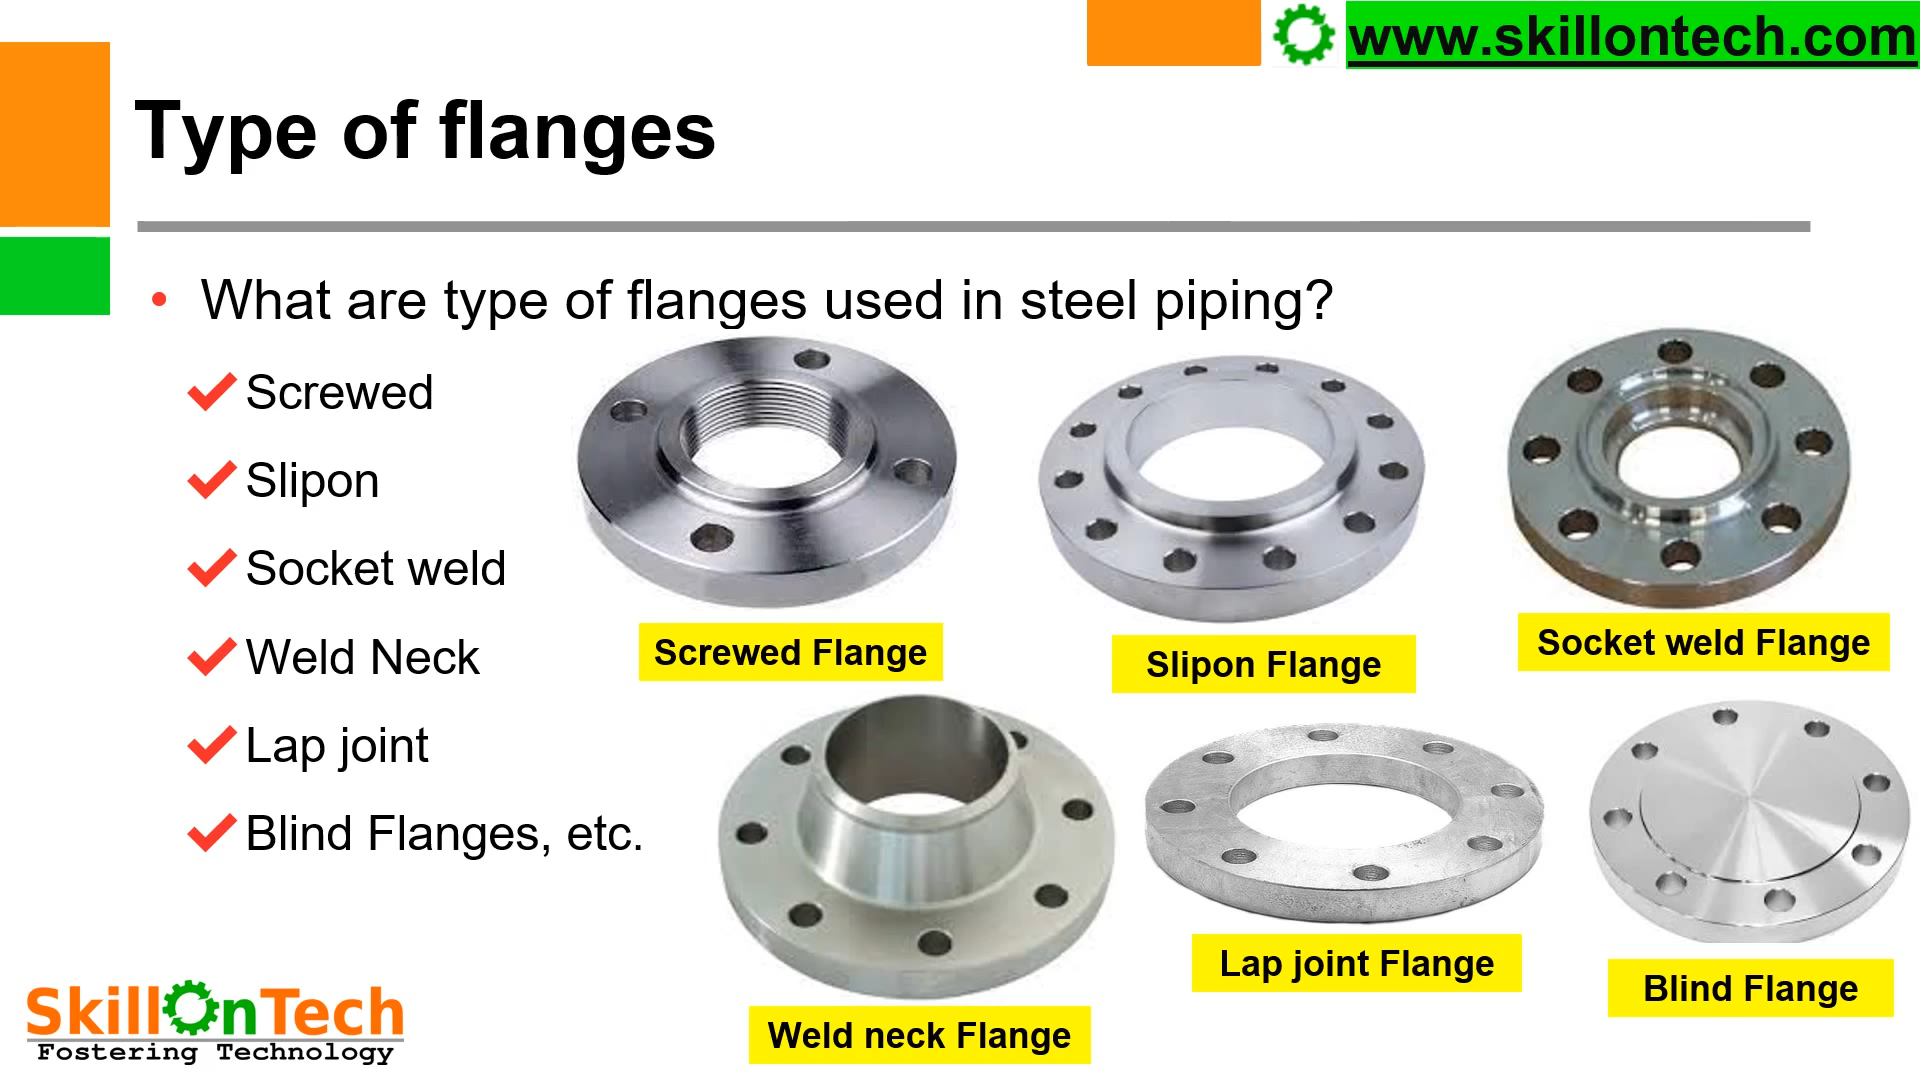 www.skillontech.com
Type of flanges
• What are type of flanges used in steel piping?
Screwed
Slipon
Socket weld
Weld Neck
Lap joint
Blind Flanges, etc.
Screwed Flange
Slipon Flange
Socket weld Flange
Weld neck Flange
Lap joint Flange
Blind Flange
SkillOnTech
Fostering Technology